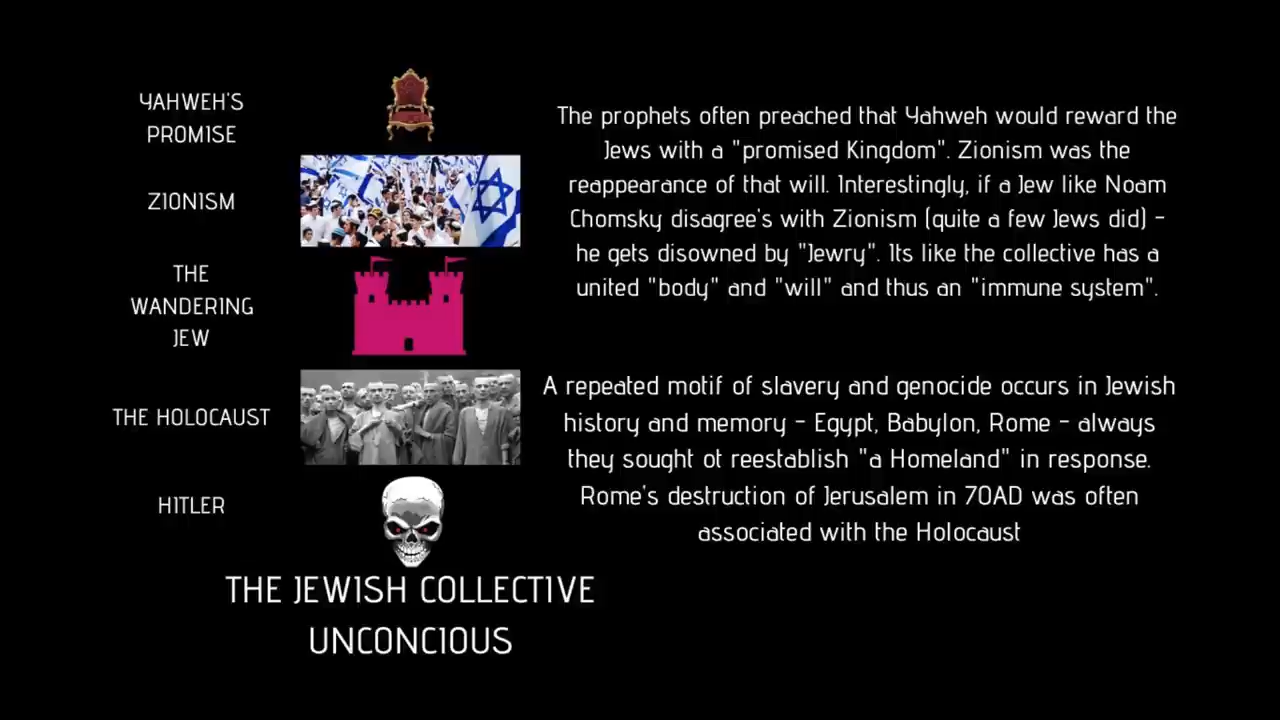 YAHWEH'S
PROMISE
ZIONISM
THE
WANDERING
JEW
THE HOLOCAUST
HITLER
THE JEWISH COLLECTIVE
UNCONCIOUS
The prophets often preached that Yahweh would reward the
Jews with a "promised Kingdom". Zionism was the
reappearance of that will. Interestingly, if a Jew like Noam
Chomsky disagree's with Zionism (quite a few Jews did) -
he gets disowned by "Jewry". Its like the collective has a
united "body" and "will" and thus an "immune system".
A repeated motif of slavery and genocide occurs in Jewish
history and memory - Egypt, Babylon, Rome - always
they sought ot reestablish "a Homeland" in response.
Rome's destruction of Jerusalem in 70AD was often
associated with the Holocaust